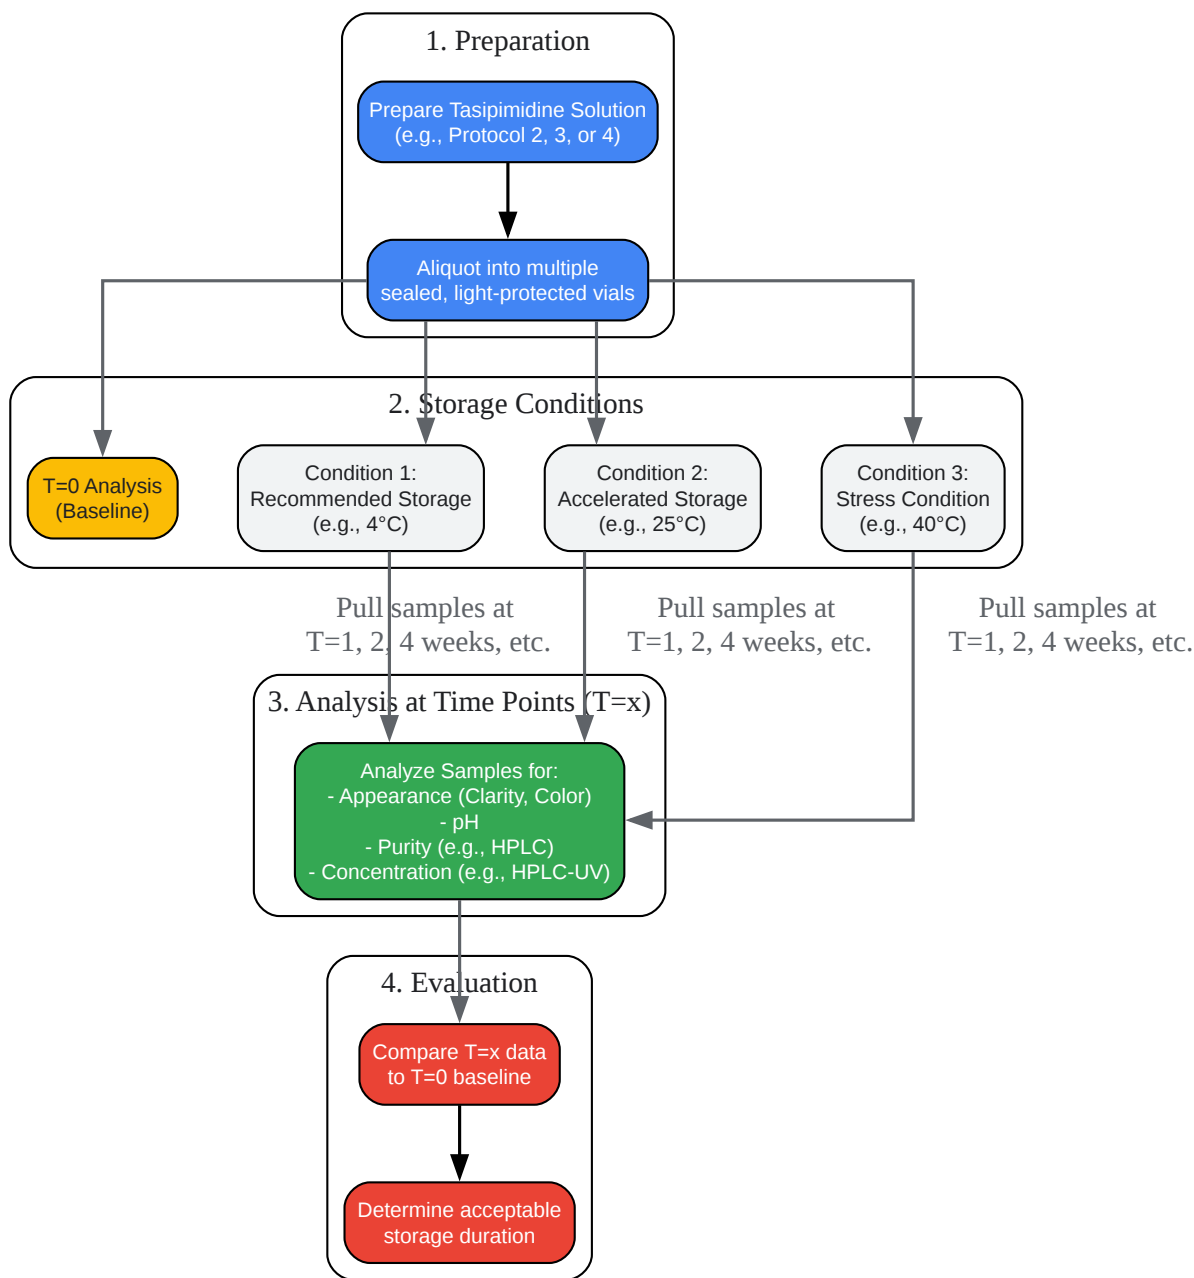 1. Preparation
Prepare Tasipimidine Solution
(e.g., Protocol 2, 3, or 4)
Aliquot into multiple
sealed, light-protected vials
2. Storage Conditions
T=0 Analysis
(Baseline)
Condition 1:
Recommended Storage
(e.g., 4°C)
Condition 2:
Accelerated Storage
(e.g., 25°C)
Condition 3:
Stress Condition
(e.g., 40°C)
Pull samples at
T=1, 2, 4 weeks, etc.
Pull samples at
T=1, 2, 4 weeks, etc.
Pull samples at
T=1, 2, 4 weeks, etc.
3. Analysis at Time Points (T=x)
Analyze Samples for:
- Appearance (Clarity, Color)
- pH
- Purity (e.g., HPLC)
- Concentration (e.g., HPLC-UV)
4. Evaluation
Compare T=x data
to T=0 baseline
Determine acceptable
storage duration